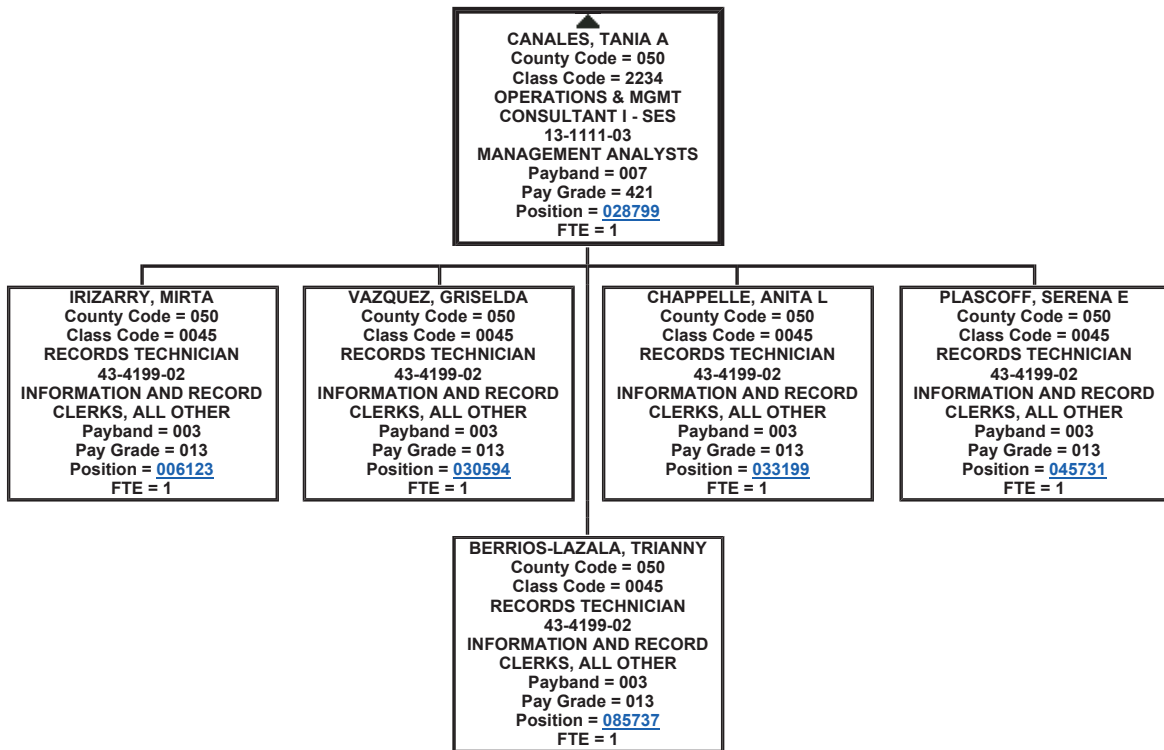 CANALES, TANIA A
County Code = 050
Class Code = 2234
OPERATIONS & MGMT
CONSULTANT I - SES
13-1111-03
MANAGEMENT ANALYSTS
Payband = 007
Pay Grade = 421
Position = 028799
FTE = 1
IRIZARRY, MIRTA
County Code = 050
Class Code = 0045
RECORDS TECHNICIAN
43-4199-02
INFORMATION AND RECORD
CLERKS, ALL OTHER
Payband = 003
Pay Grade = 013
Position = 006123
FTE = 1
VAZQUEZ, GRISELDA
County Code = 050
Class Code = 0045
RECORDS TECHNICIAN
43-4199-02
INFORMATION AND RECORD
CLERKS, ALL OTHER
Payband = 003
Pay Grade = 013
Position = 030594
FTE = 1
CHAPPELLE, ANITA L
County Code = 050
Class Code = 0045
RECORDS TECHNICIAN
43-4199-02
INFORMATION AND RECORD
CLERKS, ALL OTHER
Payband = 003
Pay Grade = 013
Position = 033199
FTE = 1
PLASCOFF, SERENA E
County Code = 050
Class Code = 0045
RECORDS TECHNICIAN
43-4199-02
INFORMATION AND RECORD
CLERKS, ALL OTHER
Payband = 003
Pay Grade = 013
Position = 045731
FTE = 1
BERRIOS-LAZALA, TRIANNY
County Code = 050
Class Code = 0045
RECORDS TECHNICIAN
43-4199-02
INFORMATION AND RECORD
CLERKS, ALL OTHER
Payband = 003
Pay Grade = 013
Position = 085737
FTE = 1